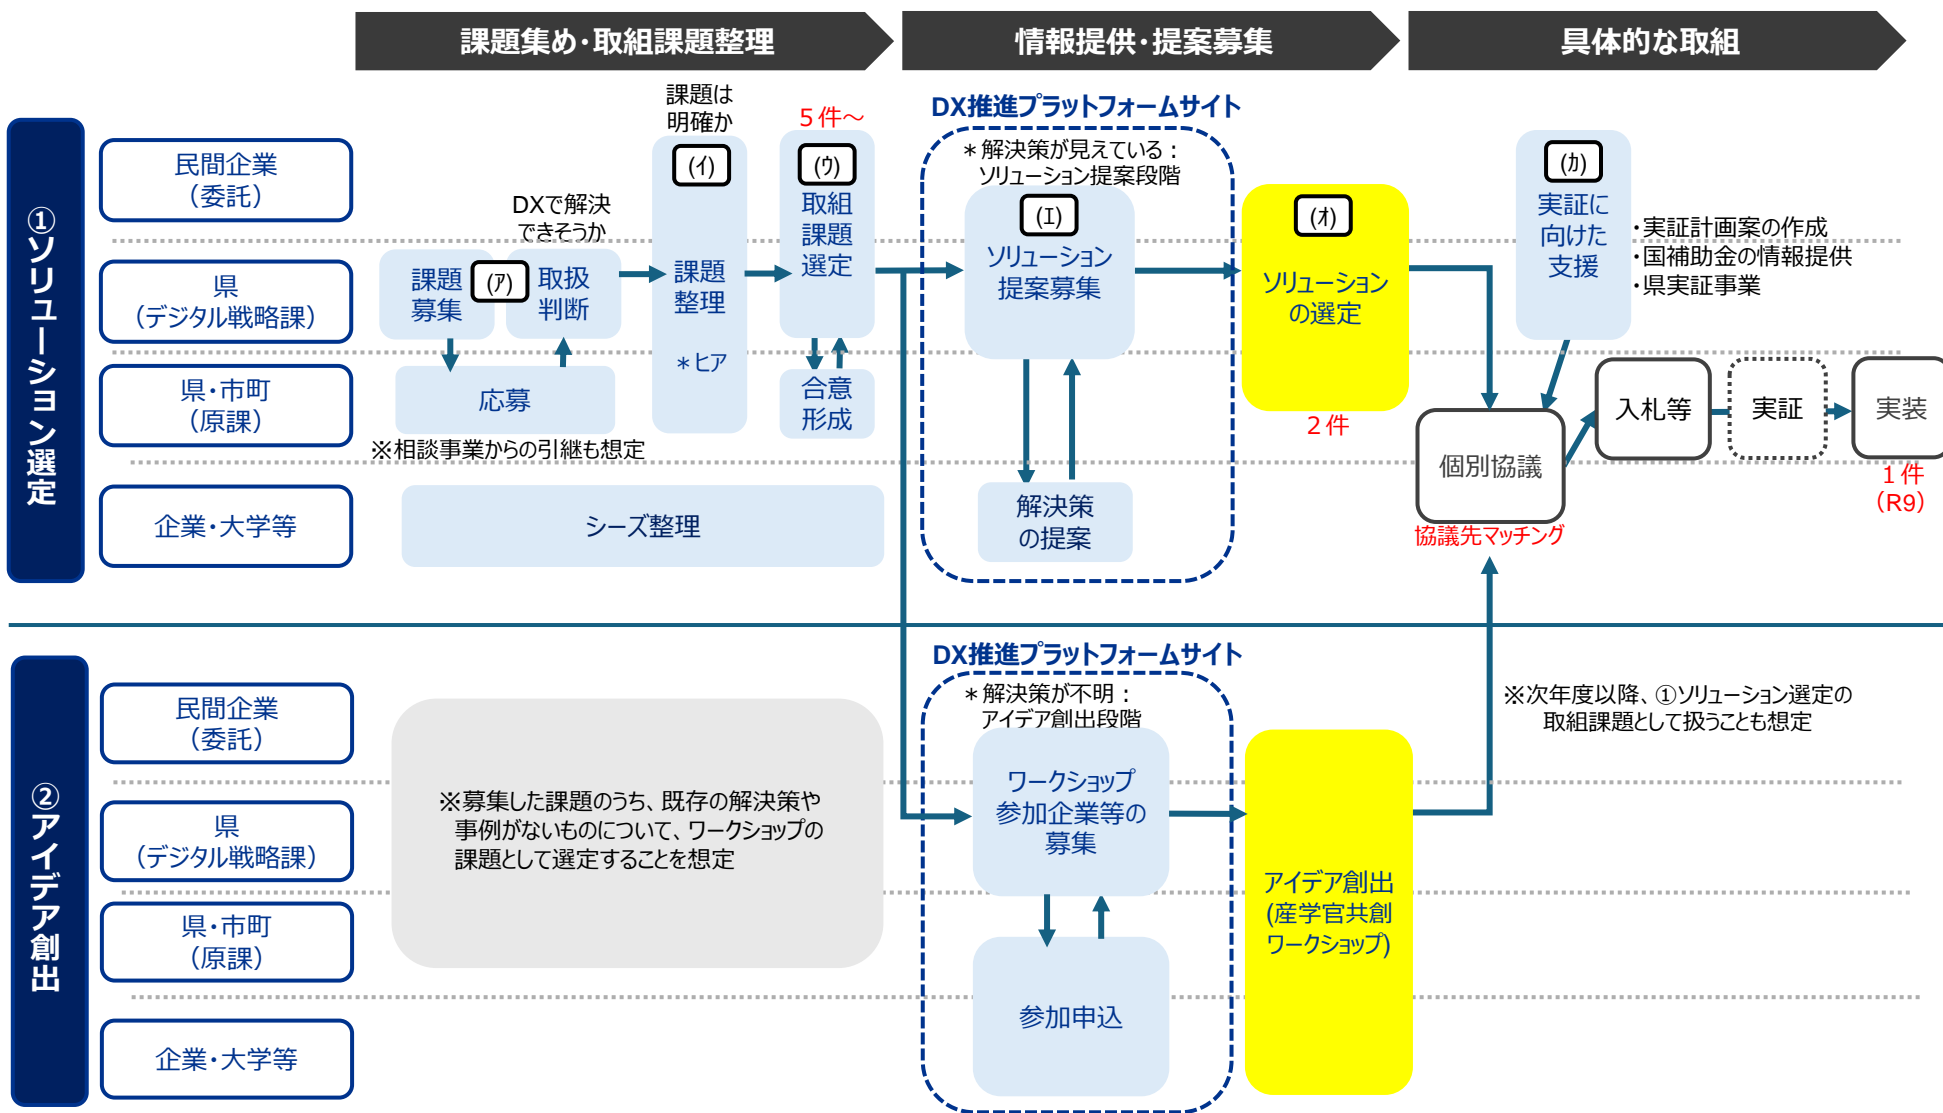 課題集め・取組課題整理
情報提供・提案募集
具体的な取組
①ソリューション選定
民間企業
(委託)
県
(デジタル戦略課)
県・市町
(原課)
企業・大学等
課題
募集
(ア)
DXで解決
できそうか
取扱
判断
応募
※相談事業からの引継も想定
課題は
明確か
(イ)
課題
整理
＊ヒア
5件～
(ウ)
取組
課題
選定
合意
形成
シーズ整理
DX推進プラットフォームサイト
＊解決策が見えている：
ソリューション提案段階
(エ)
ソリューション
提案募集
解決策
の提案
(オ)
ソリューション
の選定
2件
(カ)
実証に
向けた
支援
・実証計画案の作成
・国補助金の情報提供
・県実証事業
個別協議
協議先マッチング
入札等
実証
実装
1件
(R9)
②アイデア創出
民間企業
(委託)
県
(デジタル戦略課)
県・市町
(原課)
企業・大学等
※募集した課題のうち、既存の解決策や
事例がないものについて、ワークショップの
課題として選定することを想定
DX推進プラットフォームサイト
＊解決策が不明：
アイデア創出段階
ワークショップ
参加企業等の
募集
参加申込
アイデア創出
(産学官共創
ワークショップ)
※次年度以降、①ソリューション選定の
取組課題として扱うことも想定